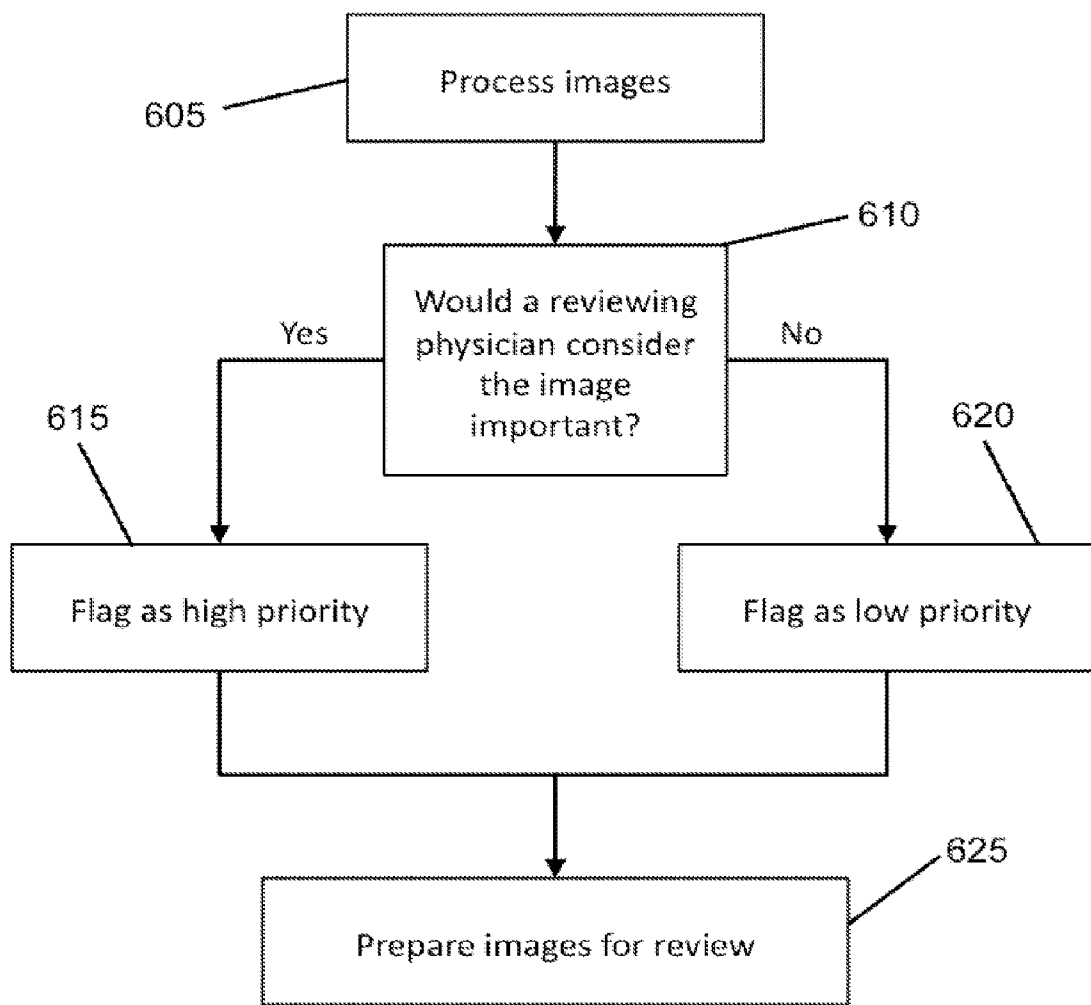 Process images
605
610
Would a reviewing
physician consider
the image
important?
Yes
No
615
620
Flag as high priority
Flag as low priority
625
Prepare images for review